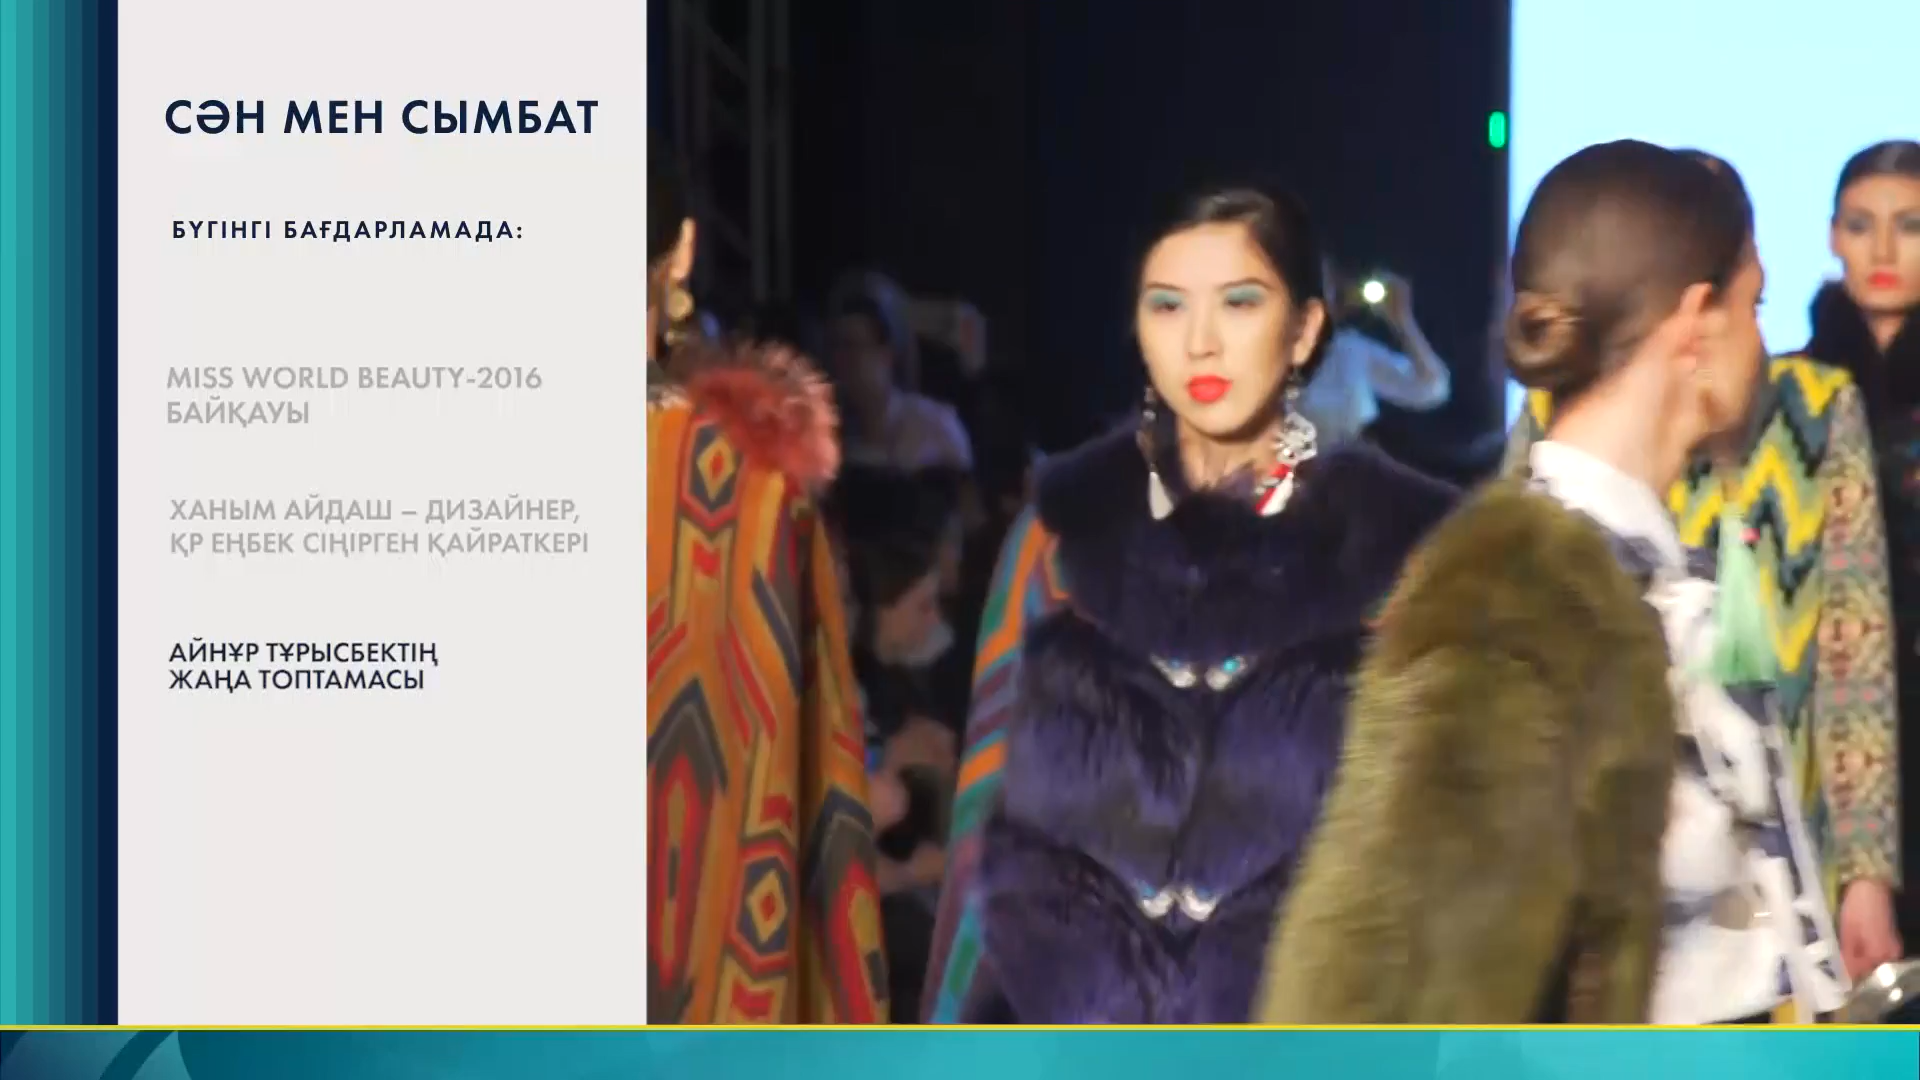 СӘН МЕН СЫМБАТ
БҮГІНГІ БАҒДАРЛАМАДА:
MISS WORLD BEAUTY-2016
БАЙҚАУЫ
ХАНЫМ АЙДАШ – ДИЗАЙНЕР,
ҚР ЕҢБЕК СІҢІРГЕН ҚАЙРАТКЕРІ
АЙНҰР ТҰРЫСБЕКТІҢ
ЖАҢА ТОПТАМАСЫ